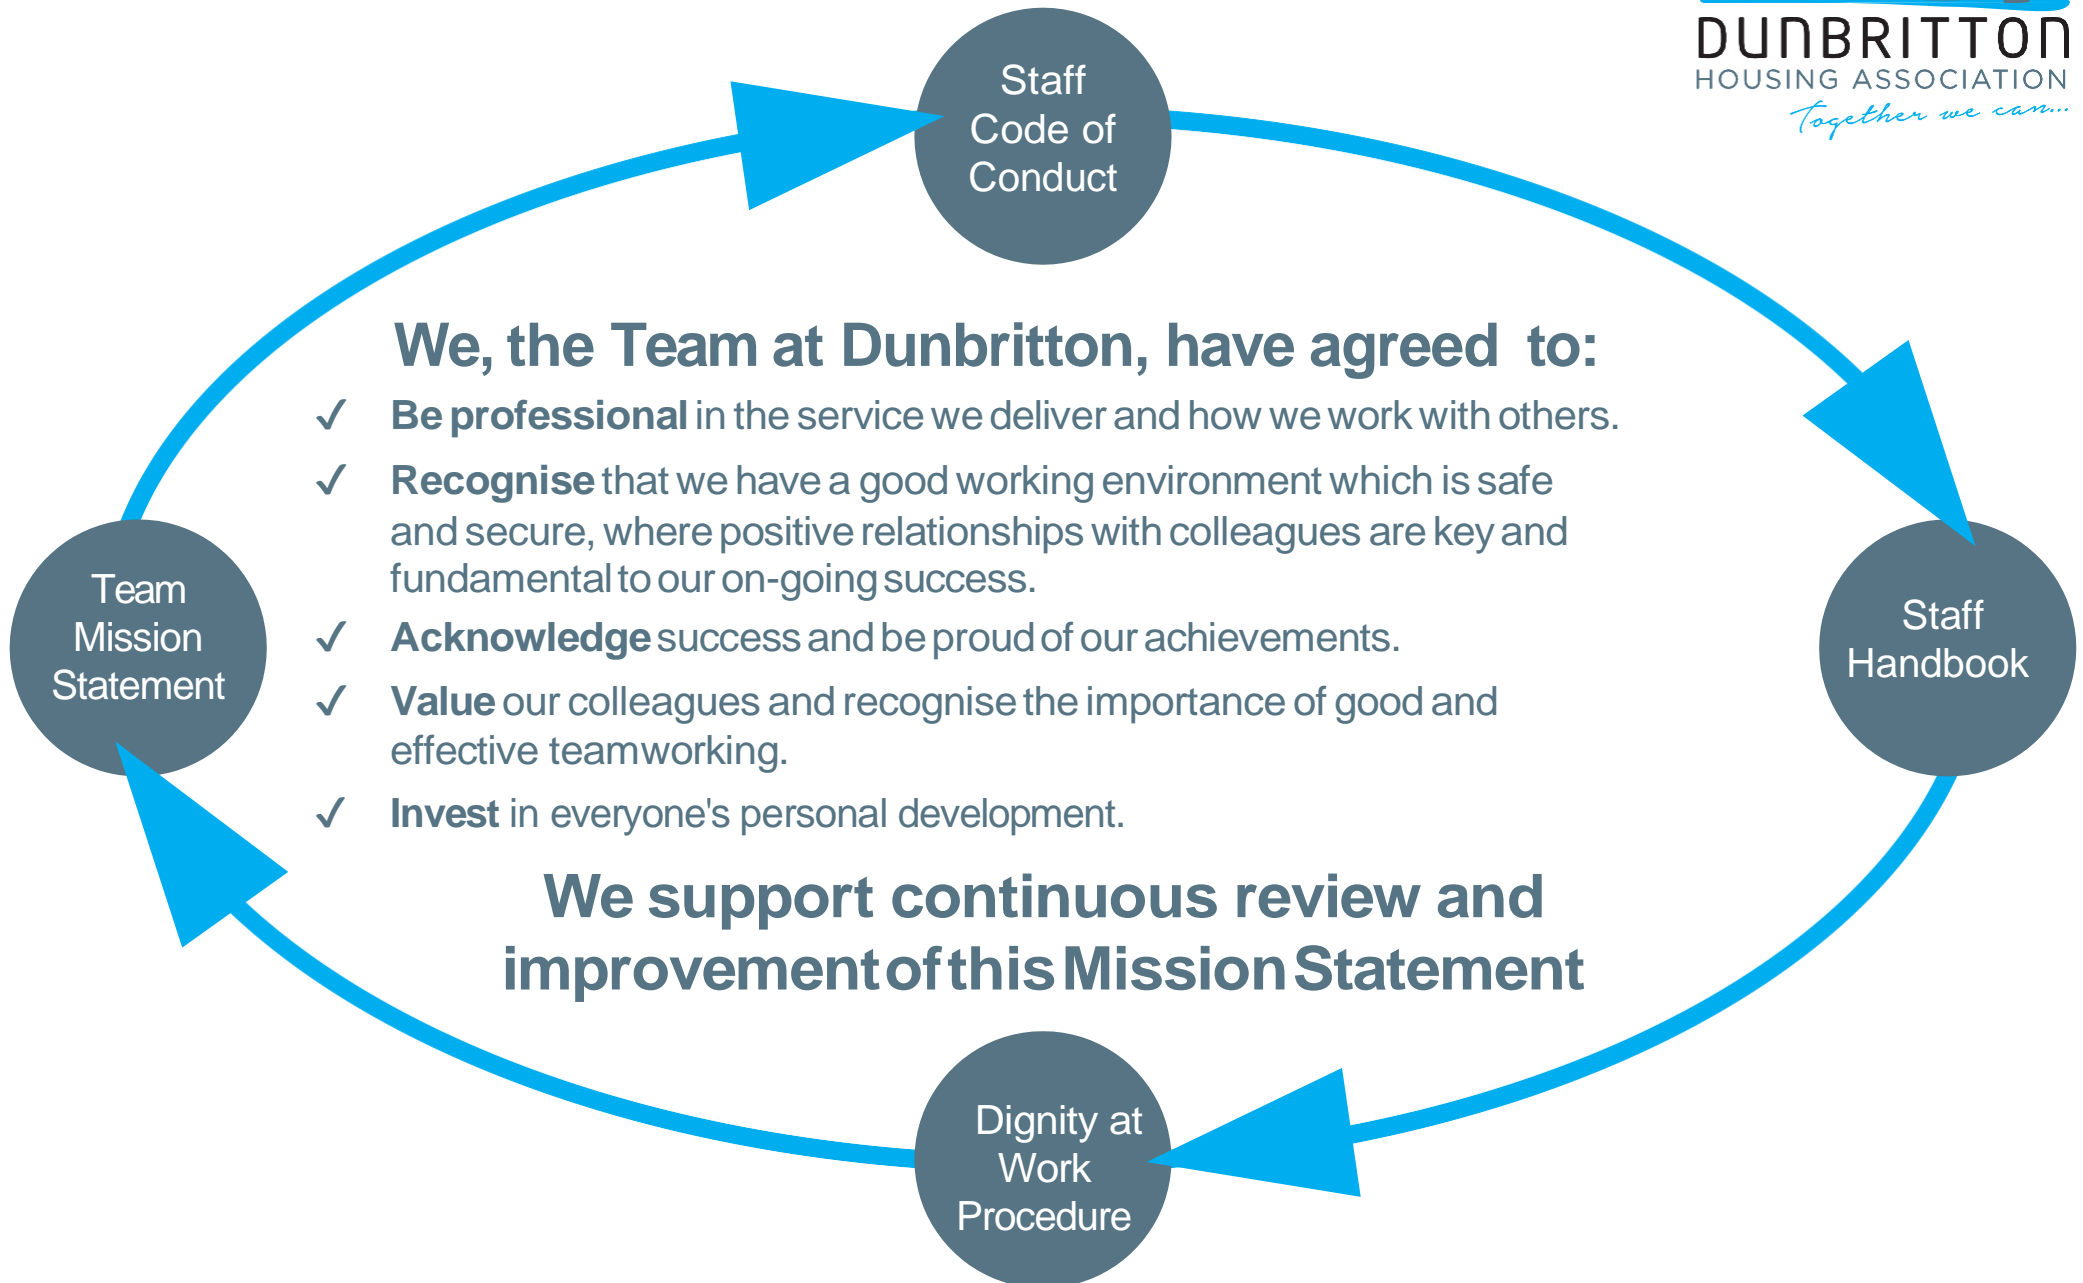 DUNBRITTON
HOUSING ASSOCIATION
Together we can...
Staff
Code of
Conduct
We, the Team at Dunbritton, have agreed to:
✓ Be professional in the service we deliver and how we work with others.
✓ Recognise that we have a good working environment which is safe
and secure, where positive relationships with colleagues are key and
fundamental to our on-going success.
✓ Acknowledge success and be proud of our achievements.
✓ Value our colleagues and recognise the importance of good and
effective teamworking.
✓ Invest in everyone's personal development.
We support continuous review and
improvement of this Mission Statement
Team
Mission
Statement
Staff
Handbook
Dignity at
Work
Procedure